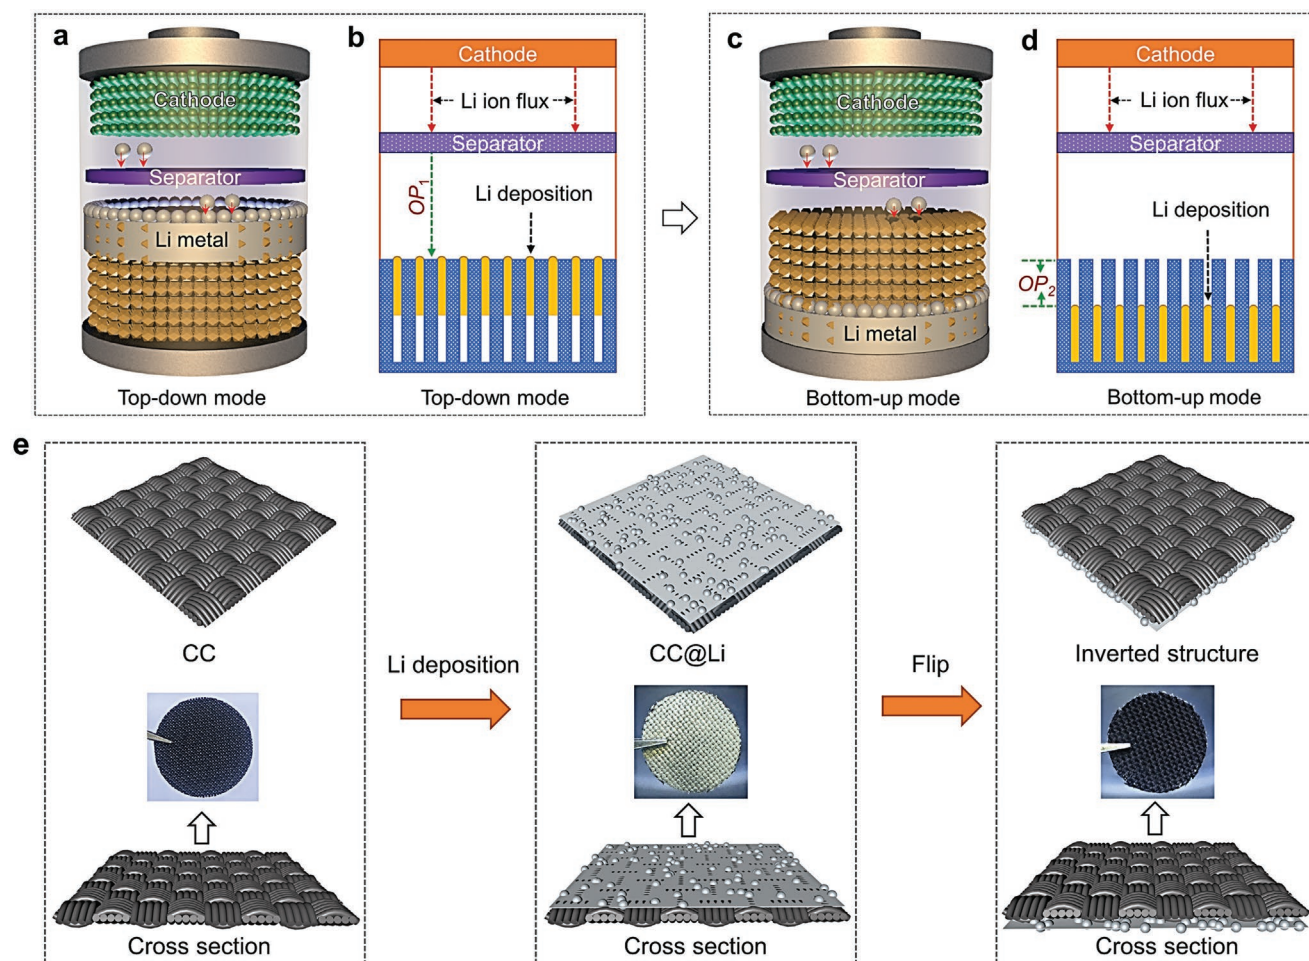 a
b
c
d
Cathode
Li ion flux
Separator
OP1
Li deposition
Cathode
Separator
Li metal
Top-down mode
Top-down mode
Cathode
Separator
Li metal
Bottom-up mode
Cathode
Li ion flux
Separator
Li deposition
OP2
Bottom-up mode
e
CC
Cross section
Li deposition
CC@Li
Cross section
Flip
Inverted structure
Cross section